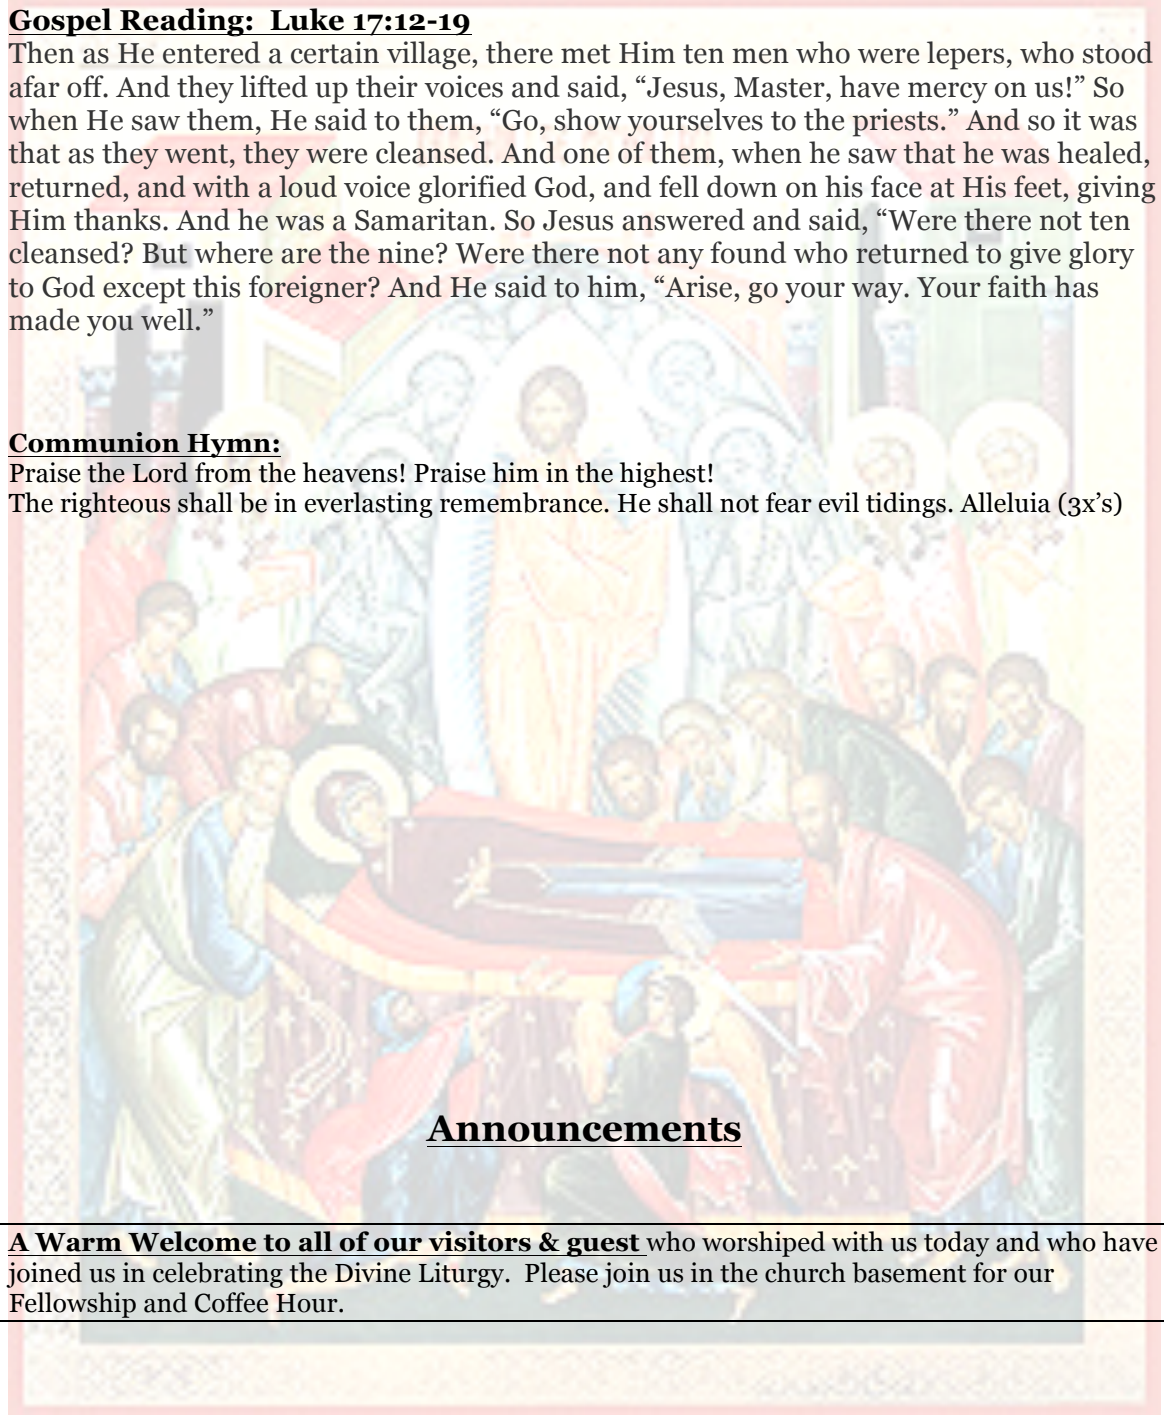 Gospel Reading:  Luke 17:12-19
Then as He entered a certain village, there met Him ten men who were lepers, who stood
afar off. And they lifted up their voices and said, “Jesus, Master, have mercy on us!” So
when He saw them, He said to them, “Go, show yourselves to the priests.” And so it was
that as they went, they were cleansed. And one of them, when he saw that he was healed,
returned, and with a loud voice glorified God, and fell down on his face at His feet, giving
Him thanks. And he was a Samaritan. So Jesus answered and said, “Were there not ten
cleansed? But where are the nine? Were there not any found who returned to give glory
to God except this foreigner? And He said to him, “Arise, go your way. Your faith has
made you well.”
Communion Hymn:
Praise the Lord from the heavens! Praise him in the highest!
The righteous shall be in everlasting remembrance. He shall not fear evil tidings. Alleluia (3x’s)
Announcements
A Warm Welcome to all of our visitors & guest who worshiped with us today and who have
joined us in celebrating the Divine Liturgy.  Please join us in the church basement for our
Fellowship and Coffee Hour.